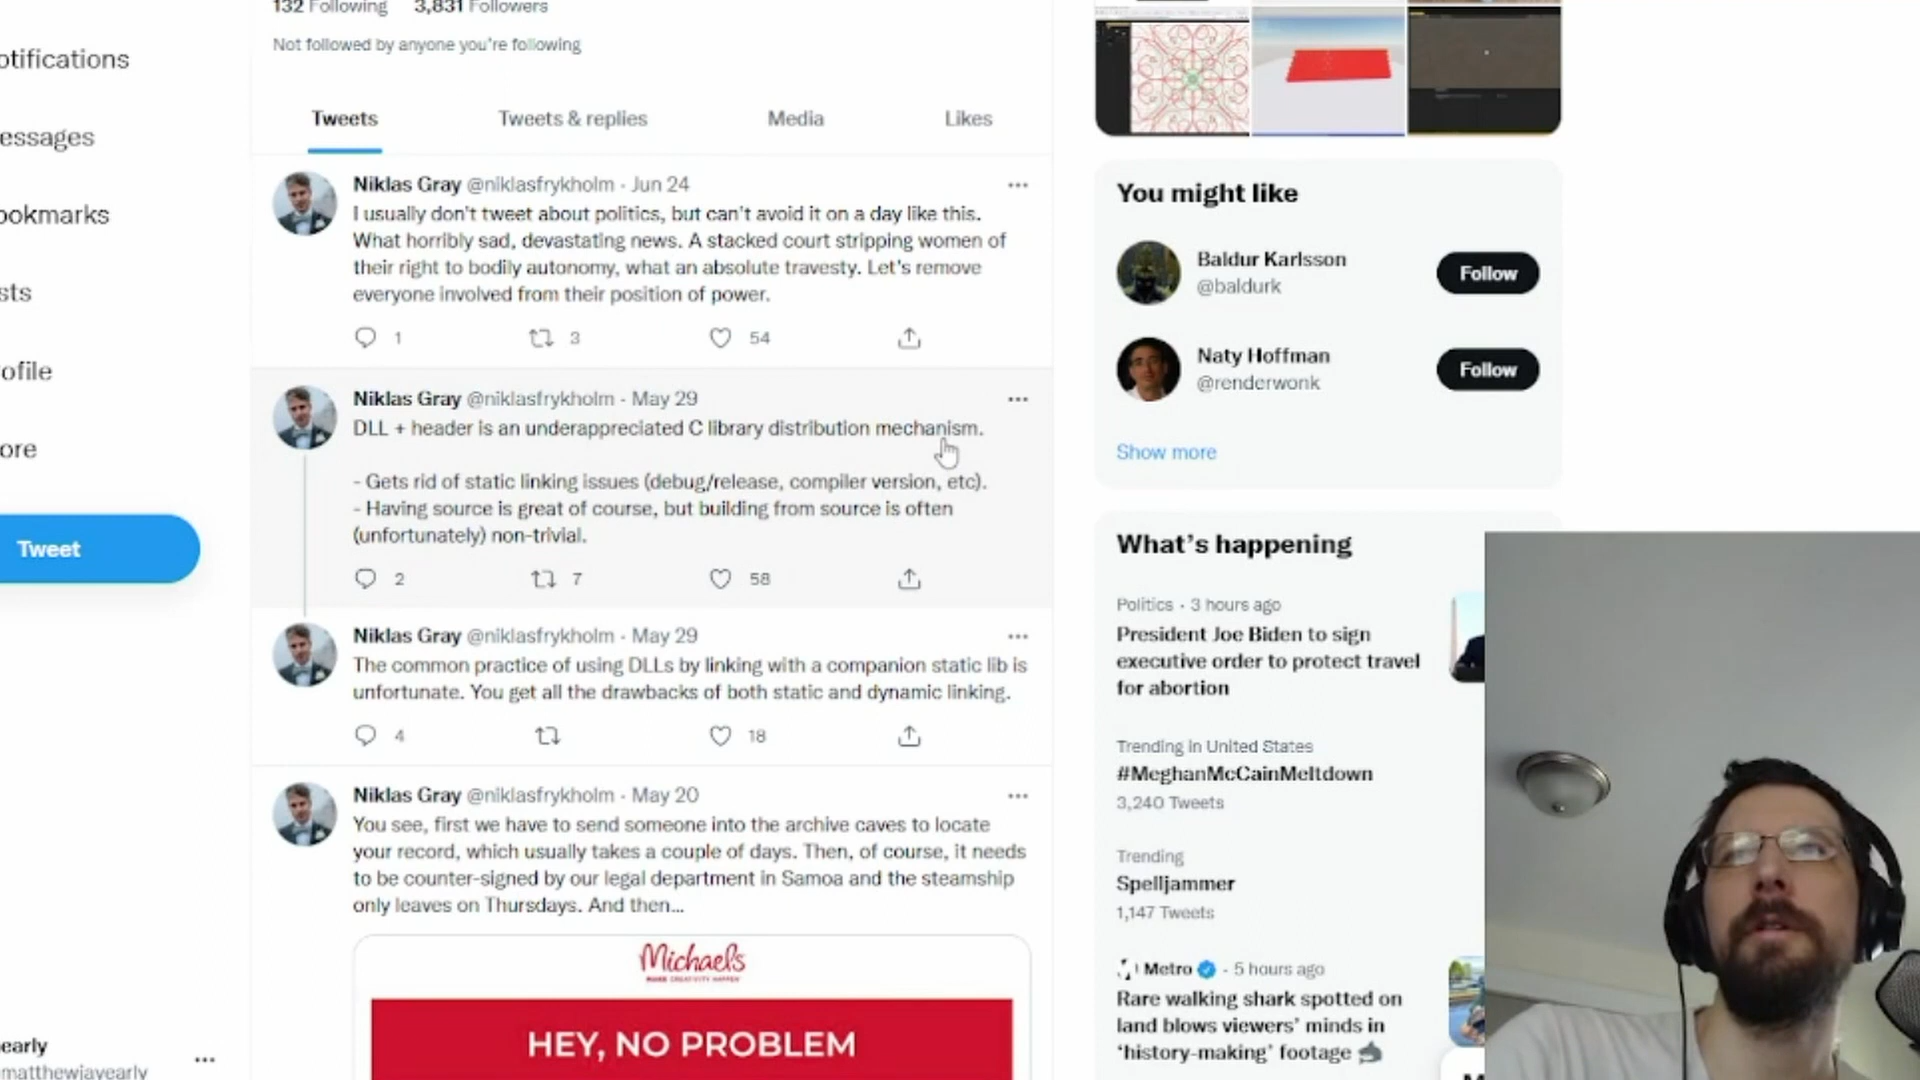 132 Following 3,831 Followers
Not followed by anyone you're following
otifications
essages
ookmarks
sts
ofile
ore
Tweet
Tweets Tweets & replies Media Likes
Niklas Gray @niklasfrykholm · Jun 24
I usually don't tweet about politics, but can't avoid it on a day like this.
What horribly sad, devastating news. A stacked court stripping women of
their right to bodily autonomy, what an absolute travesty. Let's remove
everyone involved from their position of power.
1 3 54
Niklas Gray @niklasfrykholm · May 29
DLL + header is an underappreciated C library distribution mechanism.
- Gets rid of static linking issues (debug/release, compiler version, etc).
- Having source is great of course, but building from source is often
(unfortunately) non-trivial.
2 7 58
Niklas Gray @niklasfrykholm · May 29
The common practice of using DLLs by linking with a companion static lib is
unfortunate. You get all the drawbacks of both static and dynamic linking.
4 18
Niklas Gray @niklasfrykholm · May 20
You see, first we have to send someone into the archive caves to locate
your record, which usually takes a couple of days. Then, of course, it needs
to be counter-signed by our legal department in Samoa and the steamship
only leaves on Thursdays. And then...
Michaels
MAKE CREATIVITY HAPPEN
HEY, NO PROBLEM
early
matthewjayearly
You might like
Baldur Karlsson
@baldurk
Follow
Naty Hoffman
@renderwonk
Follow
Show more
What's happening
Politics · 3 hours ago
President Joe Biden to sign
executive order to protect travel
for abortion
Trending in United States
#MeghanMcCainMeltdown
3,240 Tweets
Trending
Spelljammer
1,147 Tweets
Metro · 5 hours ago
Rare walking shark spotted on
land blows viewers' minds in
'history-making' footage